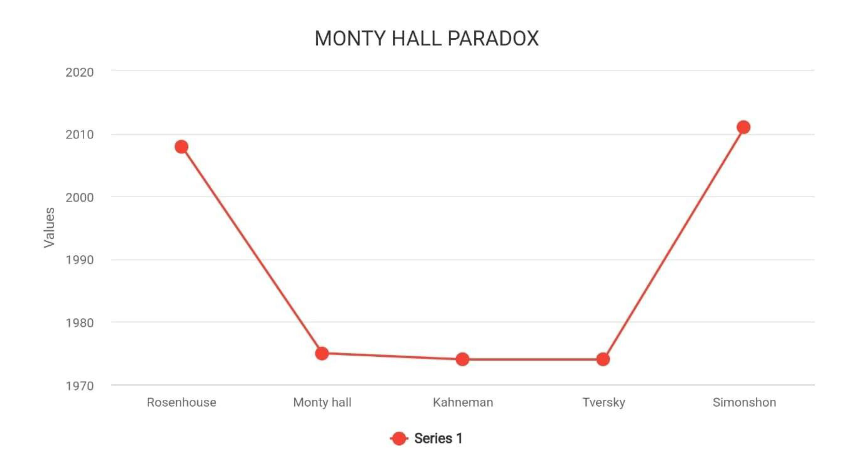 MONTY HALL PARADOX
2020
2010
2000
1990
1980
1970
Values
Rosenhouse Monty hall Kahneman Tversky Simonshon
Series 1